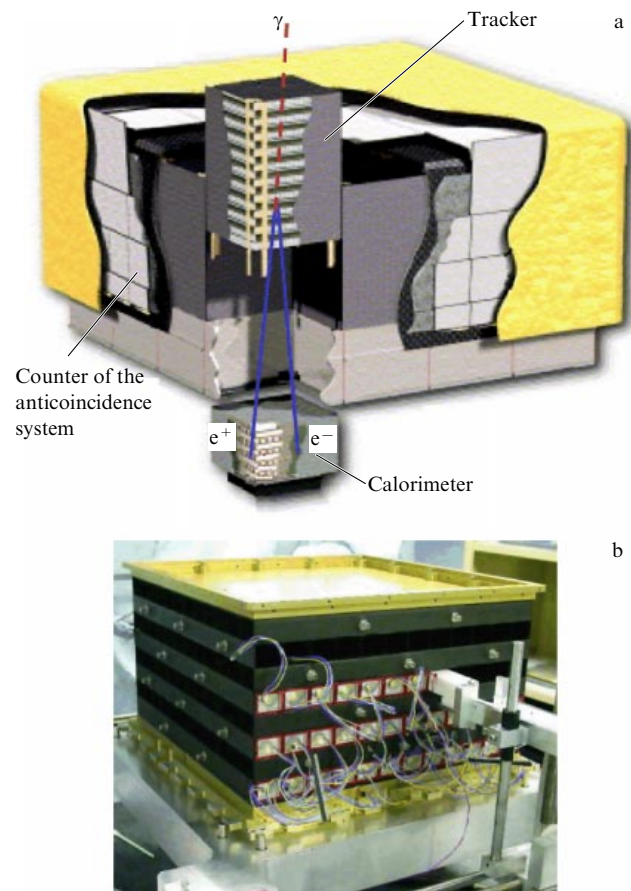 γ
Tracker
a
Counter of the
anticoincidence
system
e+
e−
Calorimeter
b